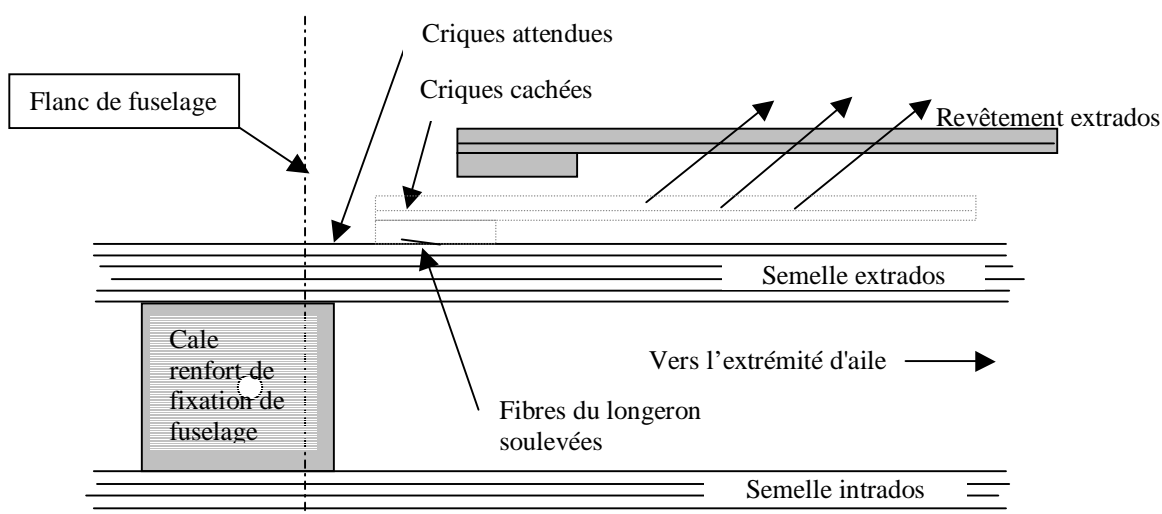 Criques attendues
Criques cachées
Flanc de fuselage
Revêtement extrados
Semelle extrados
Cale
renfort de
fixation de
fuselage
Vers l'extrémité d'aile
Fibres du longeron
soulevées
Semelle intrados